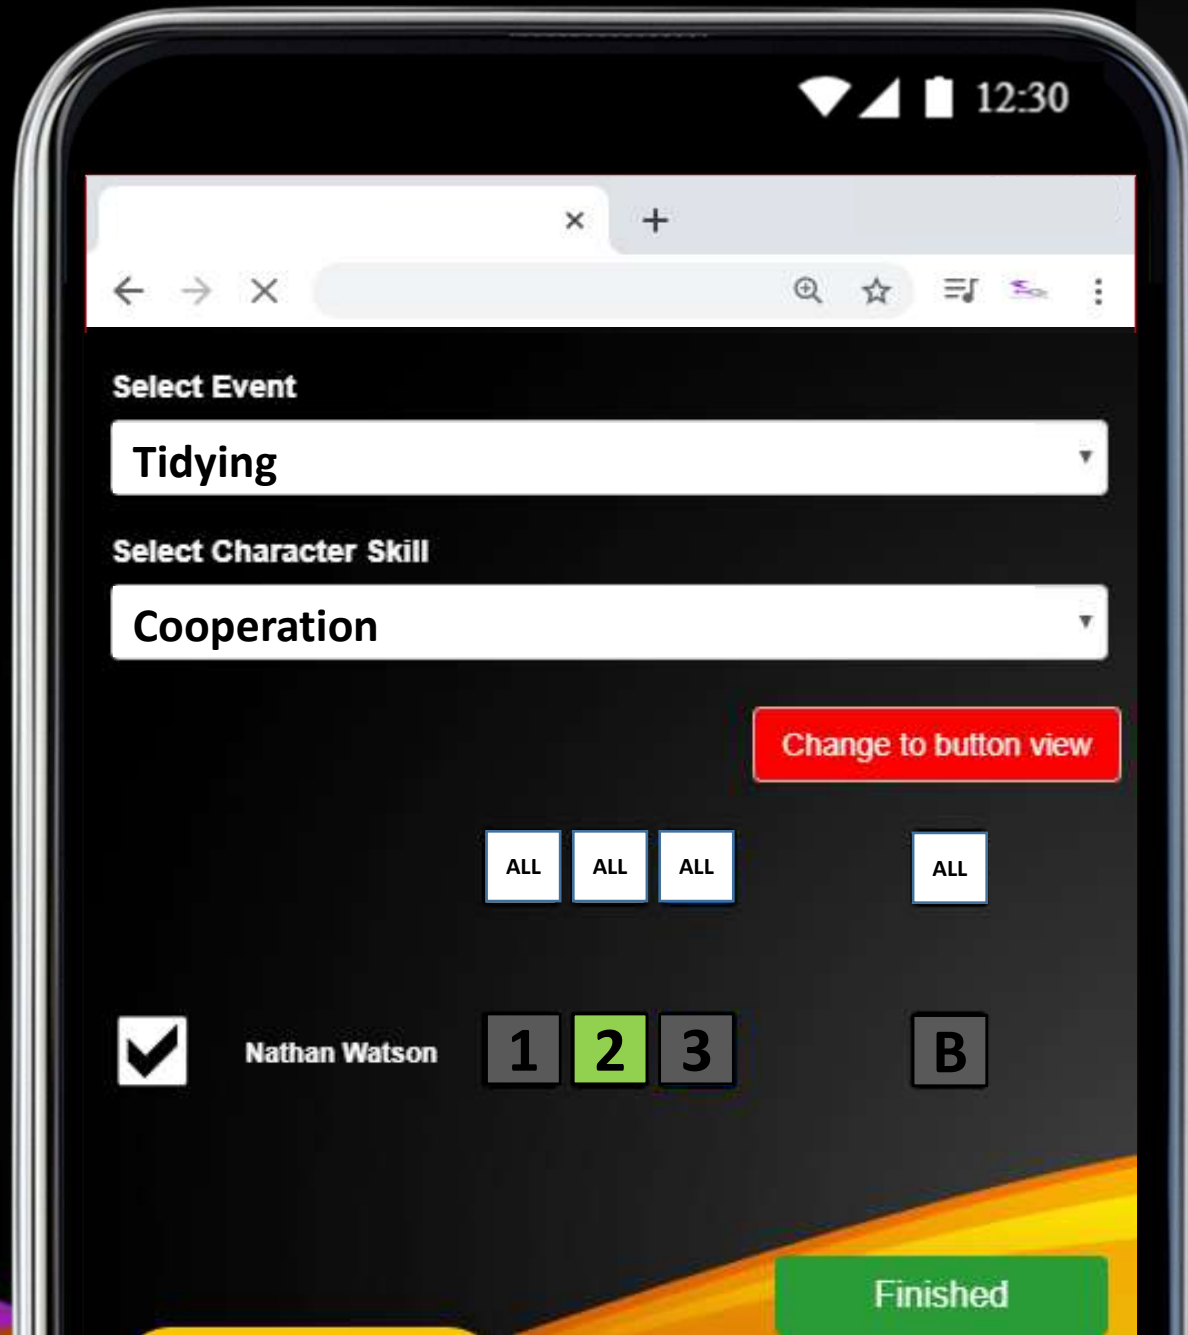 12:30
Select Event
Tidying
Select Character Skill
Cooperation
Change to button view
ALL ALL ALL ALL
Nathan Watson 1 2 3 B
Finished